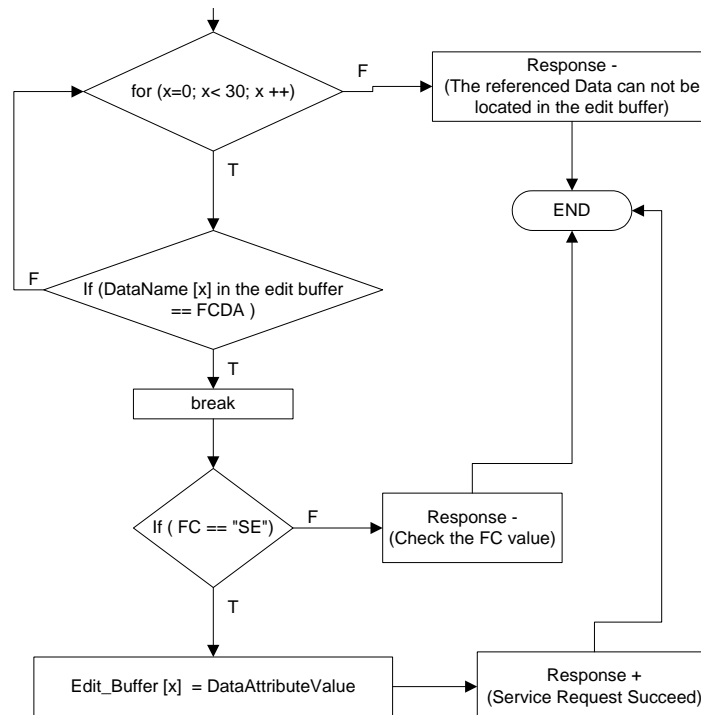 for (x=0; x< 30; x ++)
F
Response -
(The referenced Data can not be
located in the edit buffer)
T
END
F
If (DataName [x] in the edit buffer
== FCDA )
T
break
If ( FC == "SE")
F
Response -
(Check the FC value)
T
Edit_Buffer [x]  = DataAttributeValue
Response +
(Service Request Succeed)